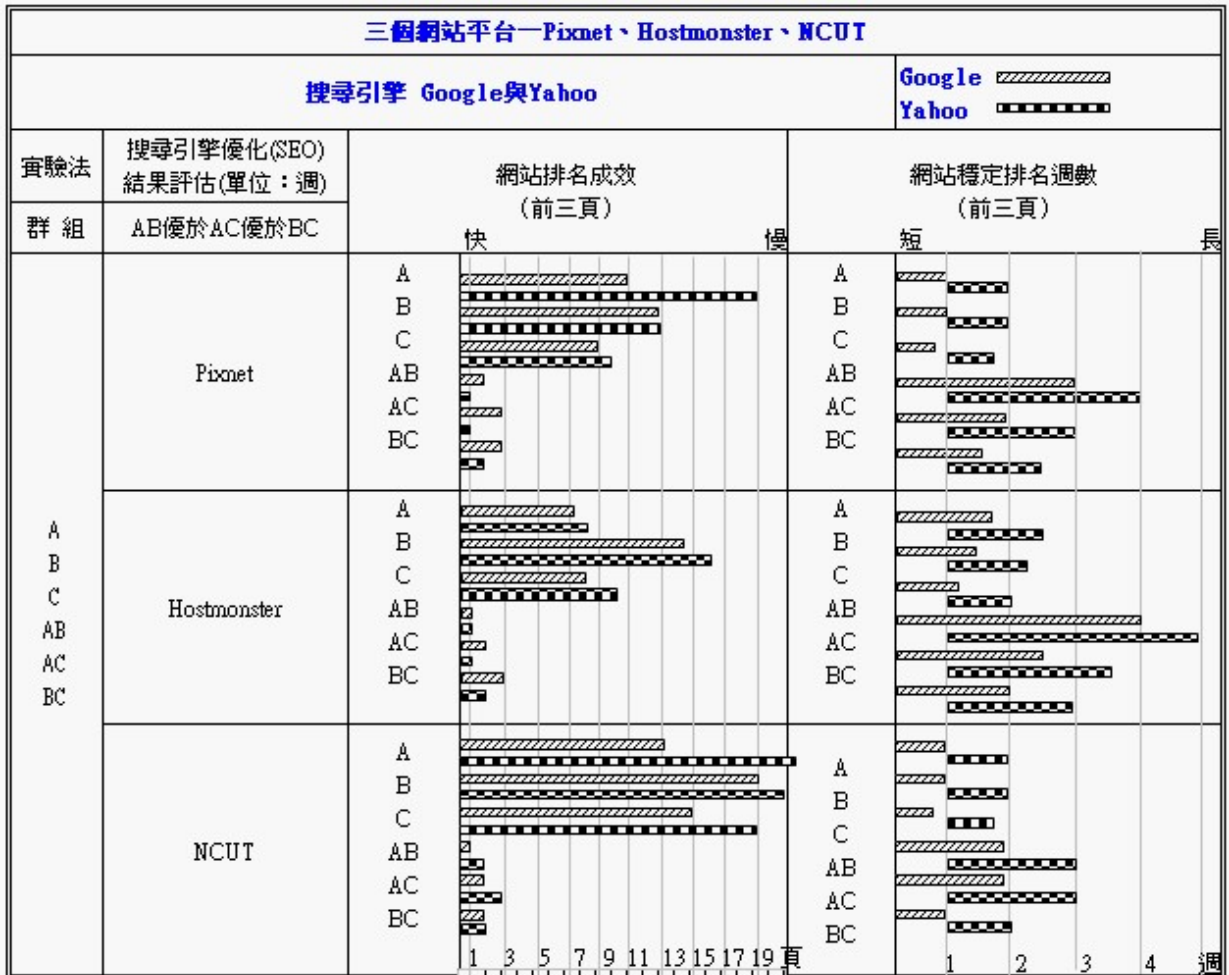 三個網站平台—Pixnet、Hostmonster、NCUT
搜尋引擎 Google與Yahoo
Google
Yahoo
實驗法
搜尋引擎優化(SEO)
結果評估(單位：週)
網站排名成效
(前三頁)
網站穩定排名週數
(前三頁)
群 組
AB優於AC優於BC
快
慢
短
長
A
B
C
AB
AC
BC
Pixnet
A
B
C
AB
AC
BC
A
B
C
AB
AC
BC
Hostmonster
A
B
C
AB
AC
BC
A
B
C
AB
AC
BC
NCUT
A
B
C
AB
AC
BC
A
B
C
AB
AC
BC
1 3 5 7 9 11 13 15 17 19 頁
1 2 3 4 週